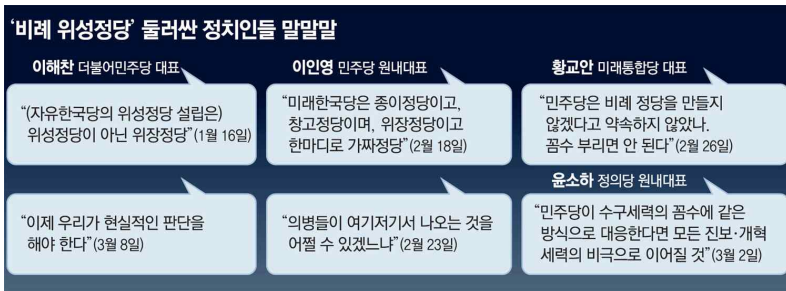 ‘비례 위성정당’ 둘러싼 정치인들 말말말
이해찬 더불어민주당 대표
“(자유한국당의 위성정당 설립은)
위성정당이 아닌 위장정당”(1월 16일)
“이제 우리가 현실적인 판단을
해야 한다”(3월 8일)
이인영 민주당 원내대표
“미래한국당은 종이정당이고,
창고정당이며, 위장정당이고
한마디로 가짜정당”(2월 18일)
“의병들이 여기저기서 나오는 것을
어쩔 수 있겠느냐”(2월 23일)
황교안 미래통합당 대표
“민주당은 비례 정당을 만들지
않겠다고 약속하지 않았나.
꼼수 부리면 안 된다”(2월 26일)
윤소하 정의당 원내대표
“민주당이 수구세력의 꼼수에 같은
방식으로 대응한다면 모든 진보·개혁
세력의 비극으로 이어질 것”(3월 2일)